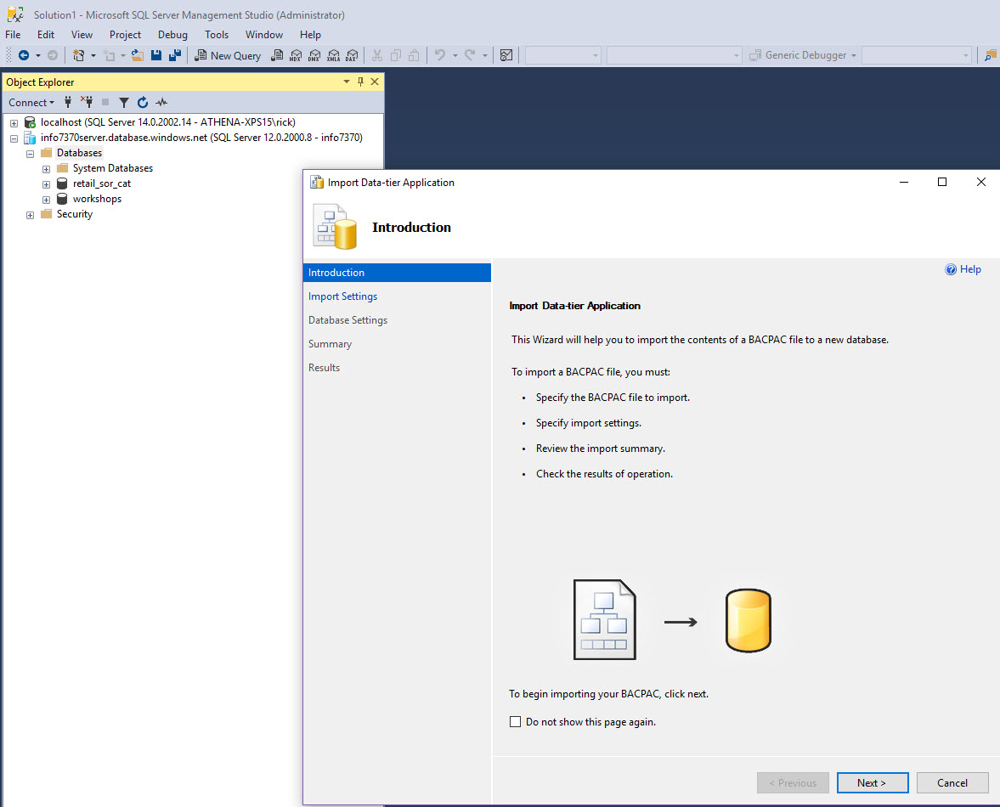 Solution1 - Microsoft SQL Server Management Studio (Administrator)
File Edit View Project Debug Tools Window Help
New Query MDX DMX XMLA DAX Generic Debugger
Object Explorer
Connect
localhost (SQL Server 14.0.2002.14 - ATHENA-XPS15\rick)
info7370server.database.windows.net (SQL Server 12.0.2000.8 - info7370)
Databases
System Databases
retail_sor_cat
workshops
Security
Import Data-tier Application
Introduction
Introduction
Import Settings
Database Settings
Summary
Results
Help
Import Data-tier Application
This Wizard will help you to import the contents of a BACPAC file to a new database.
To import a BACPAC file, you must:
• Specify the BACPAC file to import.
• Specify import settings.
• Review the import summary.
• Check the results of operation.
To begin importing your BACPAC, click next.
Do not show this page again.
< Previous Next > Cancel